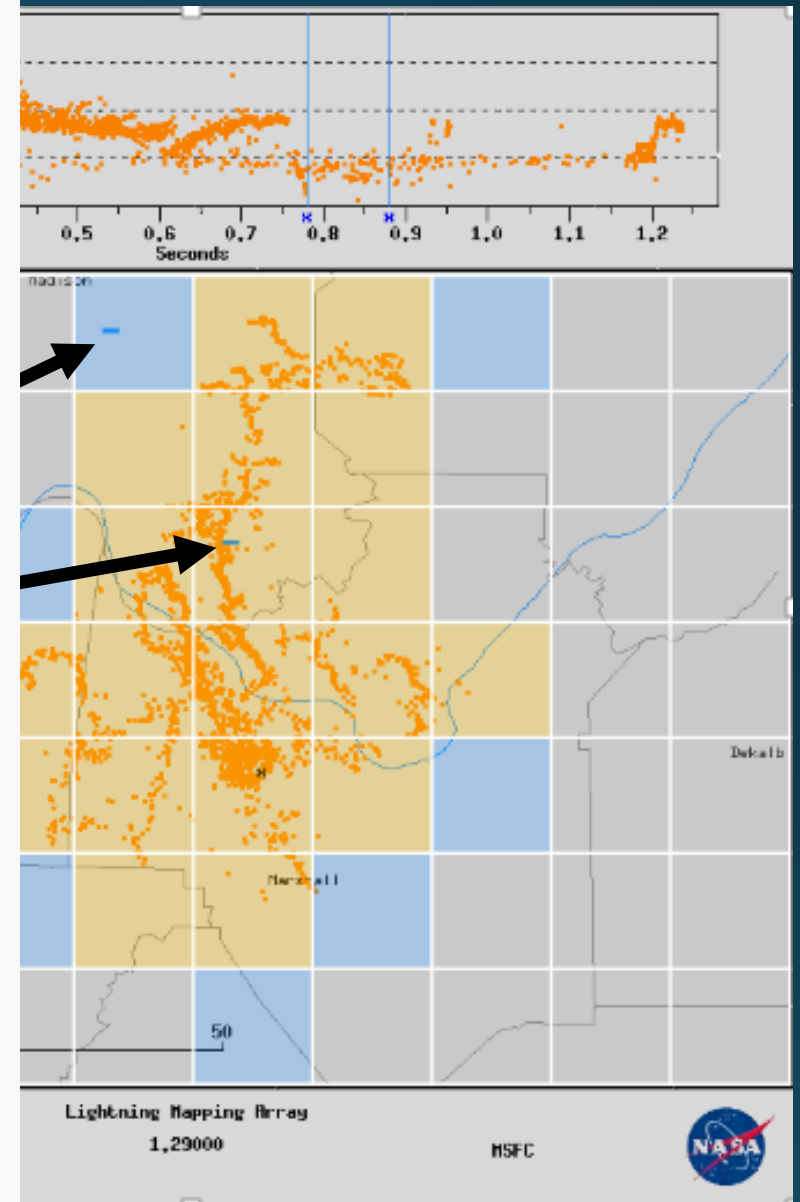 0.5 0.6 0.7 0.8 0.9 1.0 1.1 1.2
Seconds
Madison
Dekalb
Marshall
50
Lightning Mapping Array
1.29000
MSFC
NASA